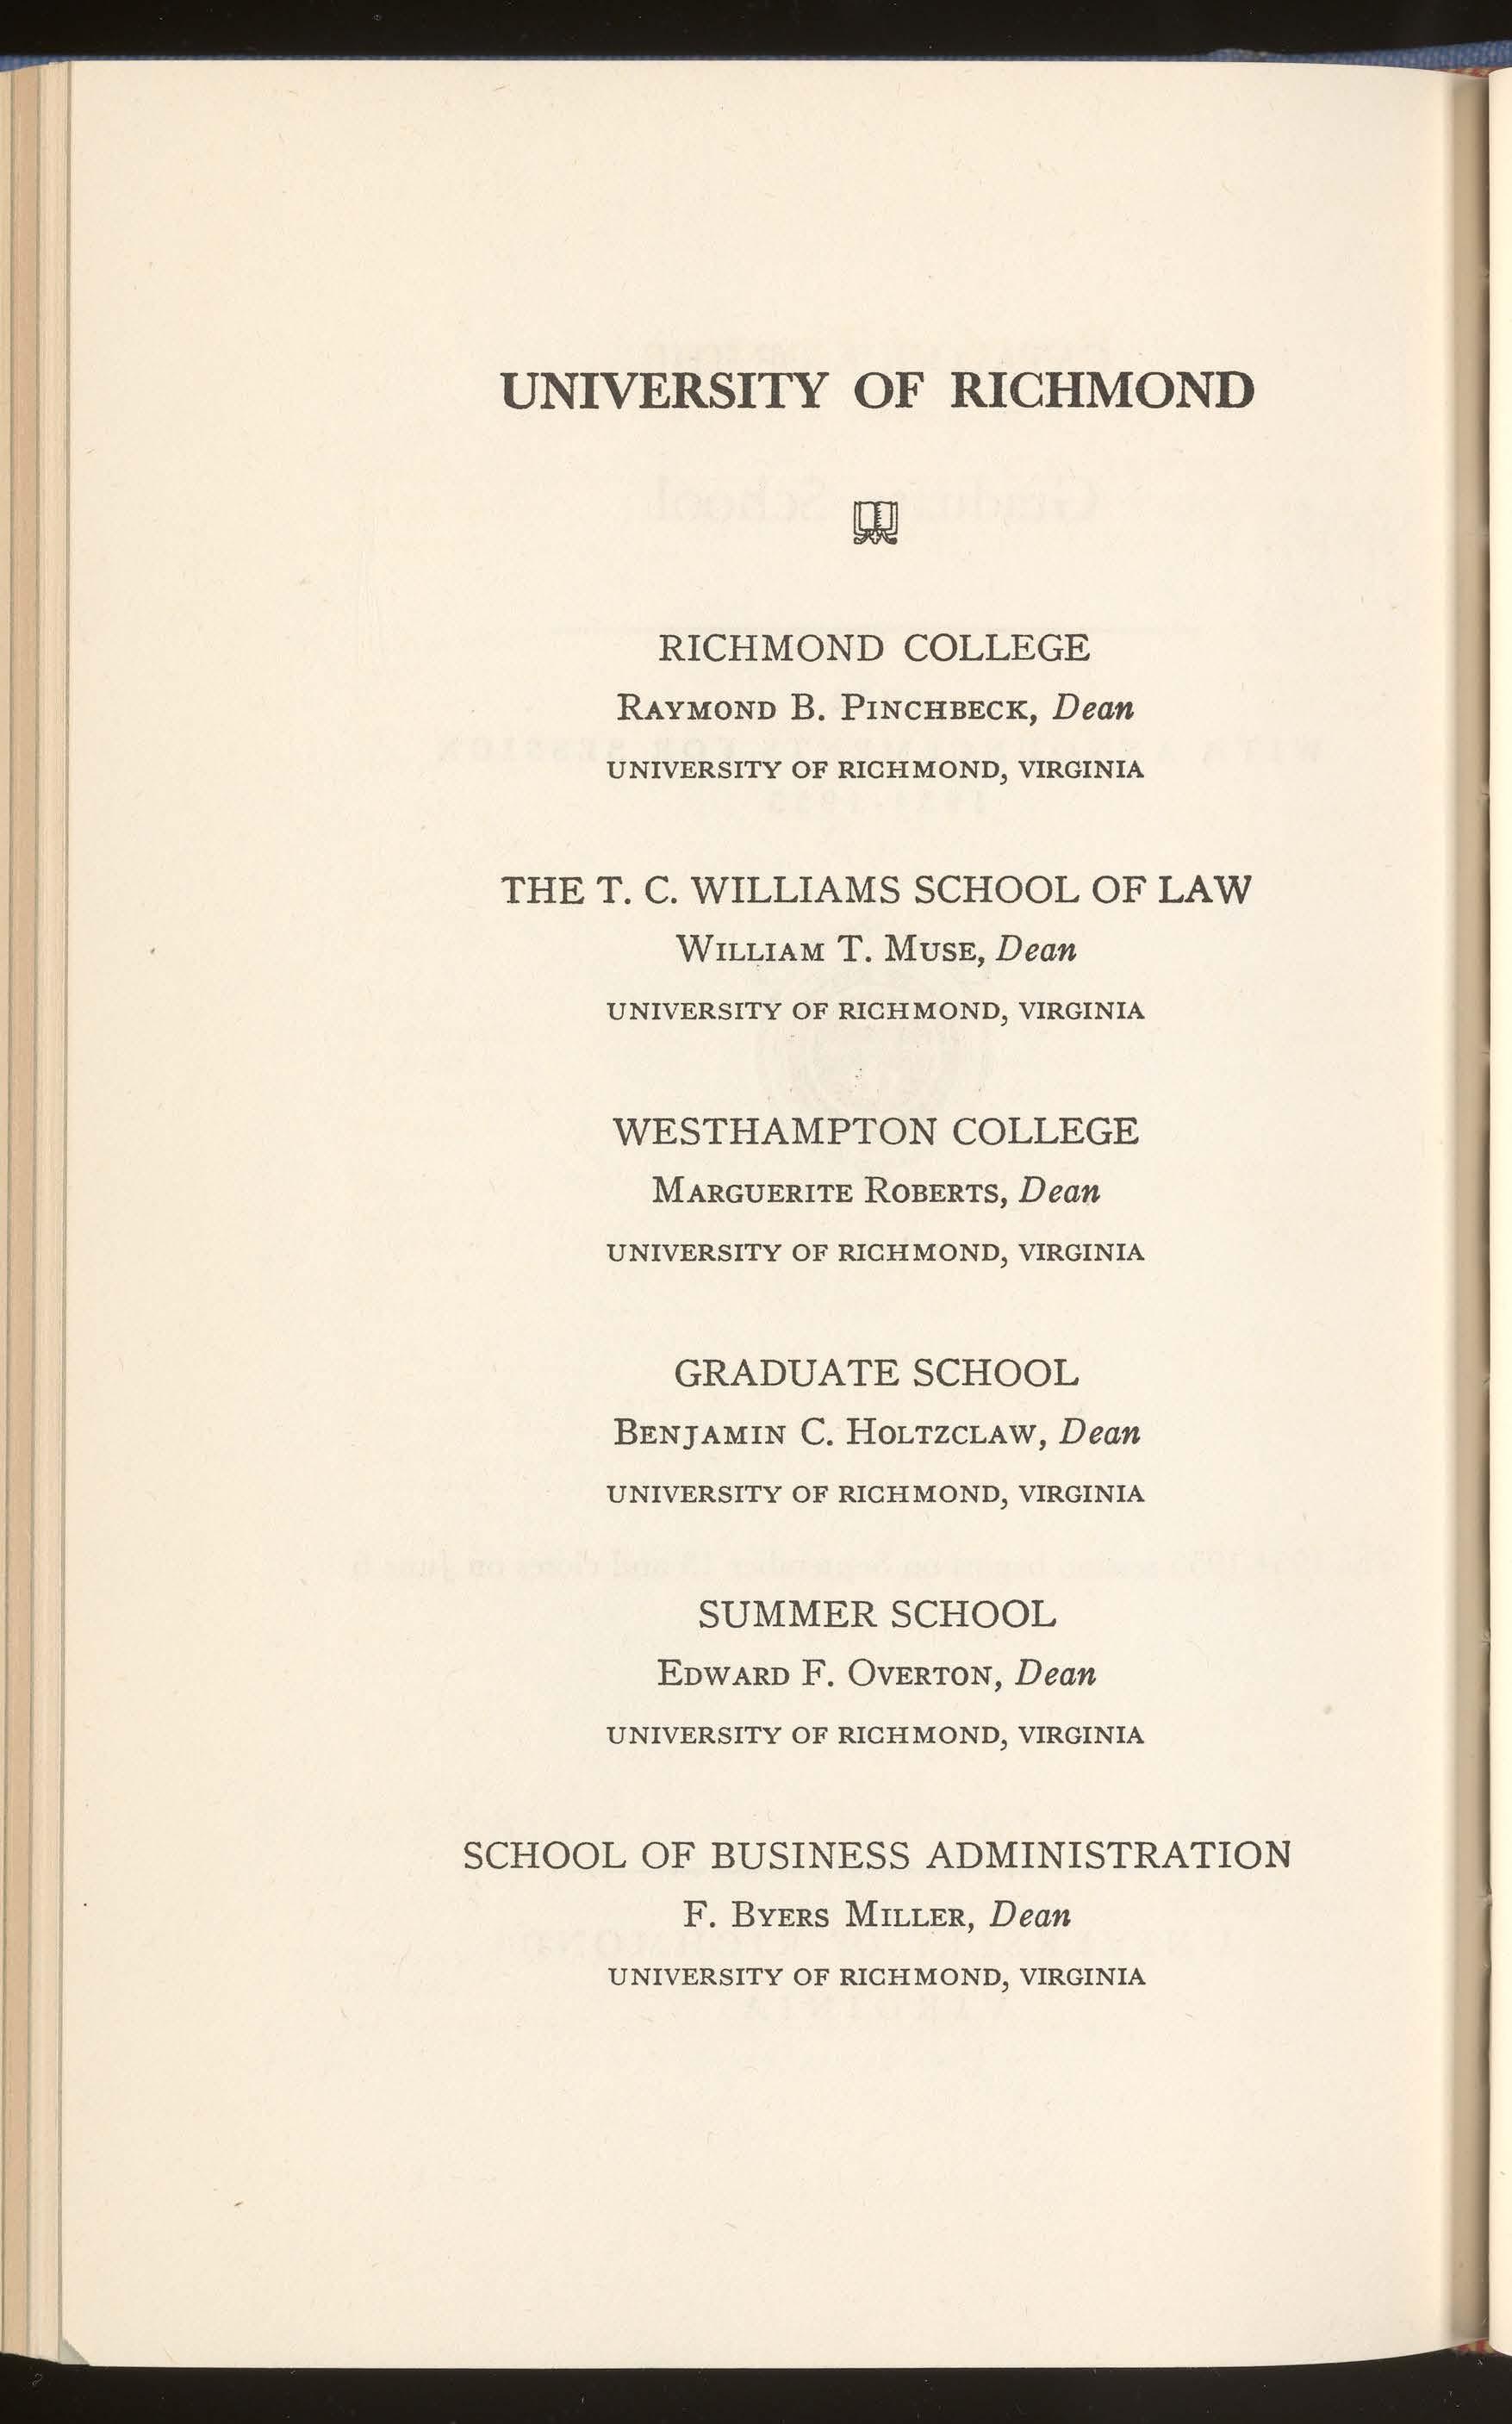 UNIVERSITY OF RICHMOND
RICHMOND COLLEGE
RAYMOND B. PINCHBECK, Dean
UNIVERSITY OF RICHMOND, VIRGINIA
THE T. C. WILLIAMS SCHOOL OF LAW
WILLIAM T. MUSE, Dean
UNIVERSITY OF RICHMOND, VIRGINIA
WESTHAMPTON COLLEGE
MARGUERITE ROBERTS, Dean
UNIVERSITY OF RICHMOND, VIRGINIA
GRADUATE SCHOOL
BENJAMIN C. HOLTZCLAW, Dean
UNIVERSITY OF RICHMOND, VIRGINIA
SUMMER SCHOOL
EDWARD F. OVERTON, Dean
UNIVERSITY OF RICHMOND, VIRGINIA
SCHOOL OF BUSINESS ADMINISTRATION
F. BYERS MILLER, Dean
UNIVERSITY OF RICHMOND, VIRGINIA